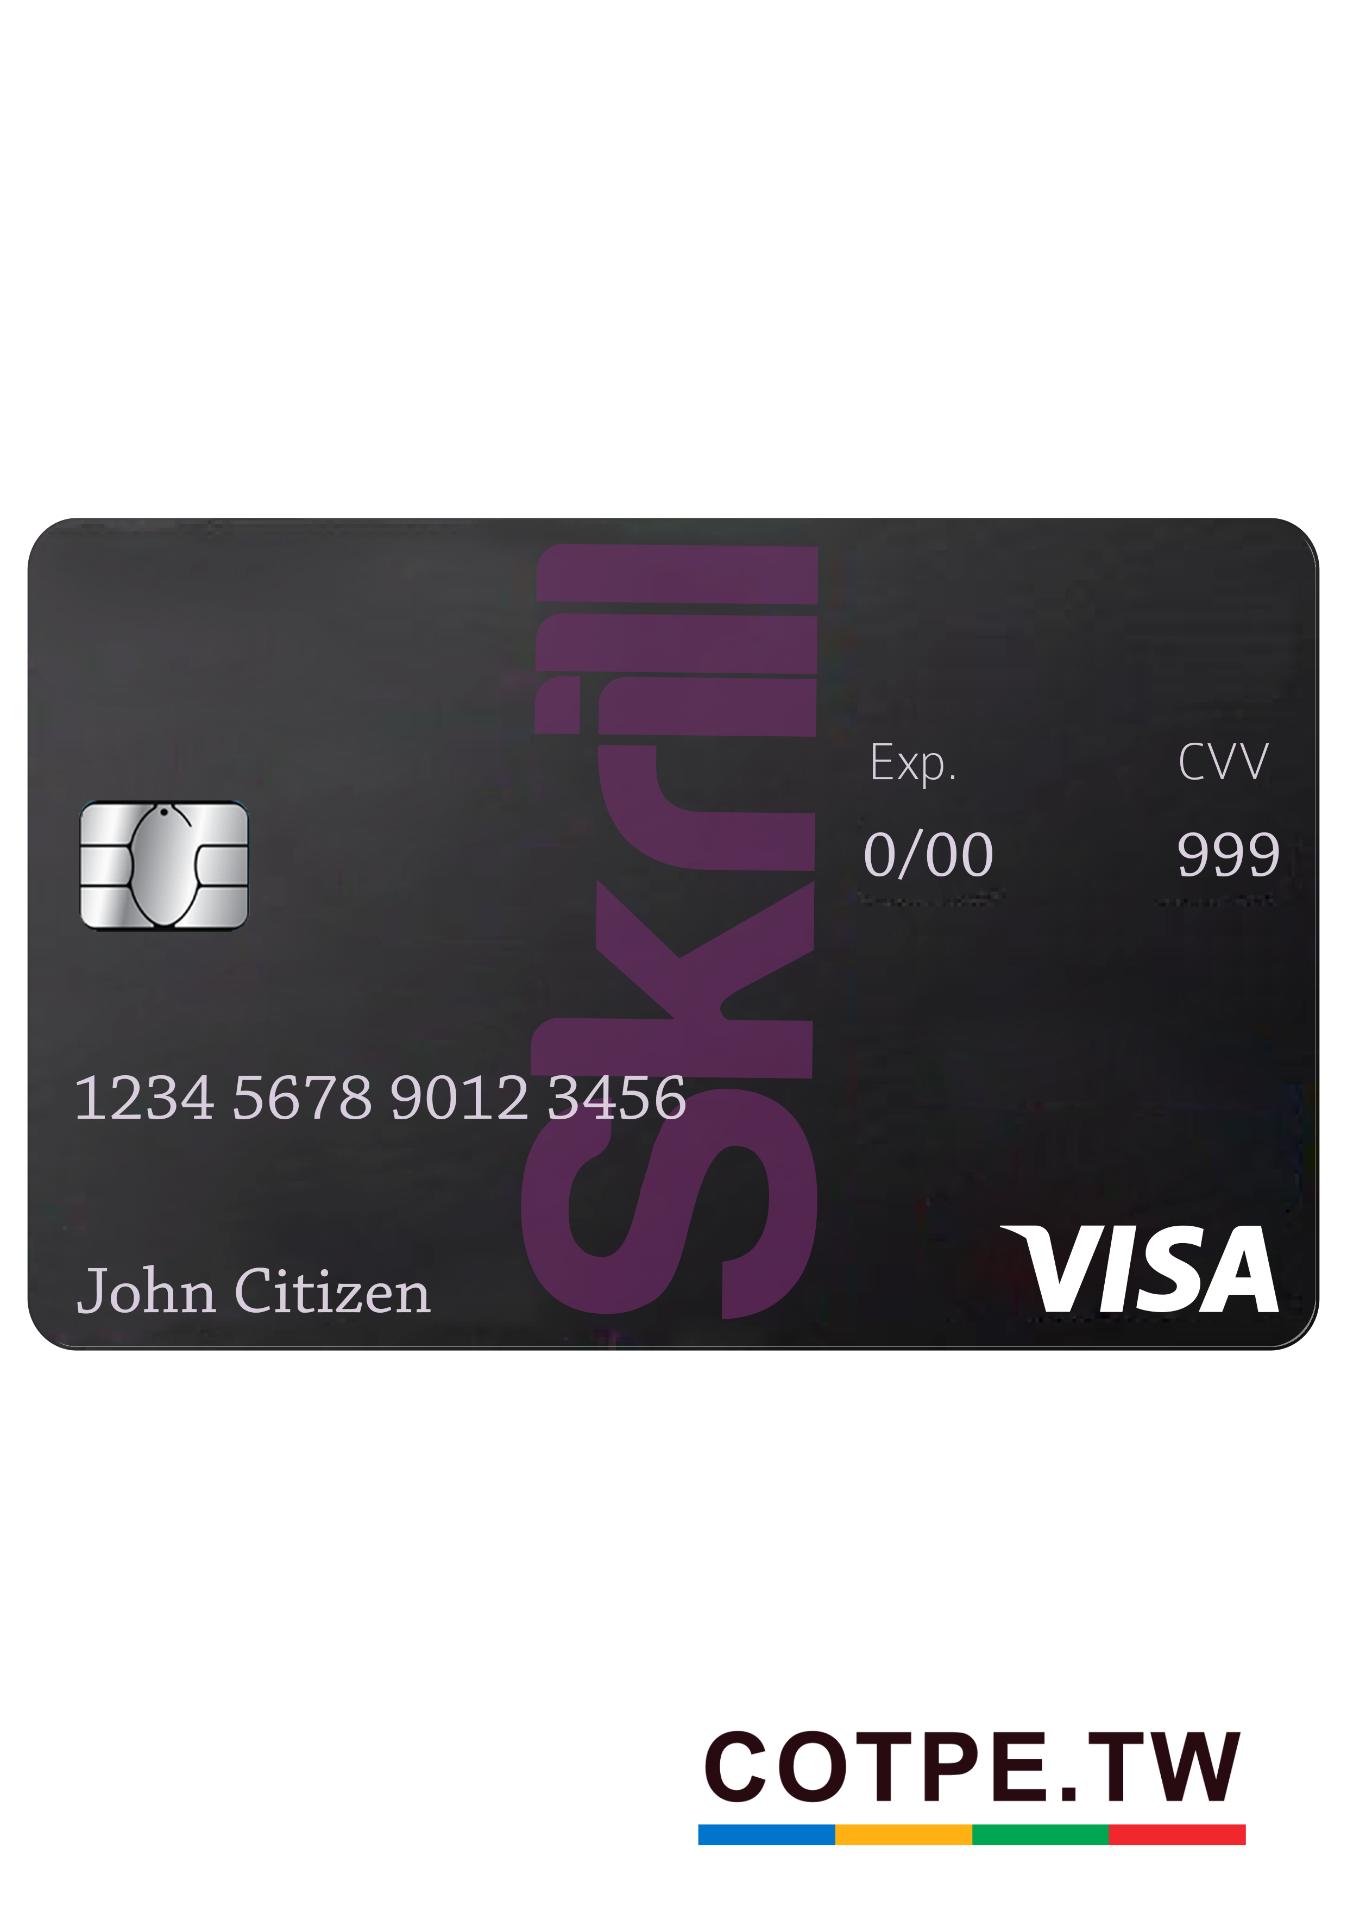 Skrill
Exp. CVV
0/00 999
1234 5678 9012 3456
John Citizen
VISA
COTPE.TW